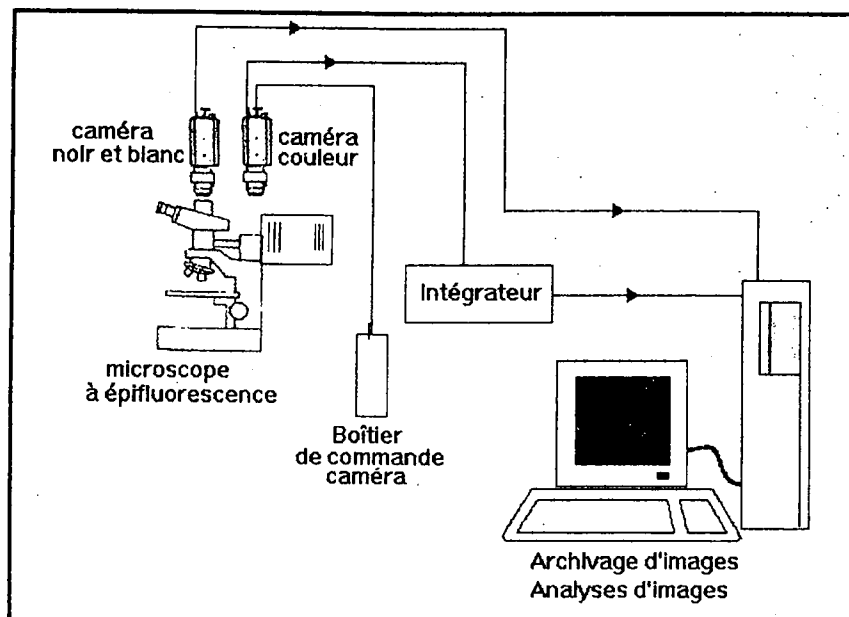 caméra
noir et blanc
caméra
couleur
Intégrateur
microscope
à épifluorescence
Boîtier
de commande
caméra
Archivage d'images
Analyses d'images